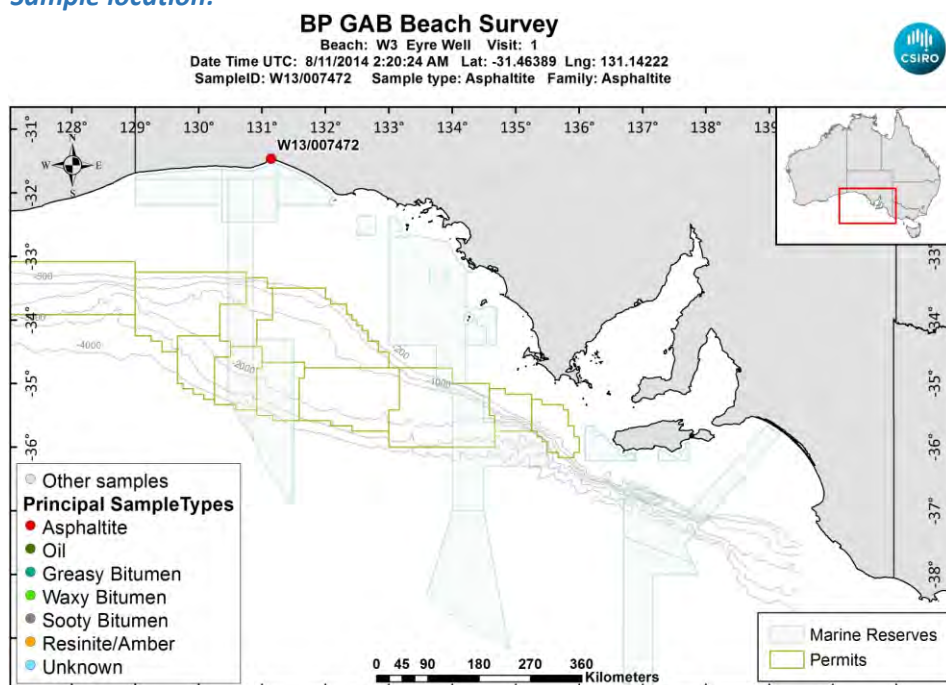 Sample location:
BP GAB Beach Survey
Beach: W3 Eyre Well Visit: 1
Date Time UTC: 8/11/2014 2:20:24 AM Lat: -31.46389 Lng: 131.14222
SampleID: W13/007472 Sample type: Asphaltite Family: Asphaltite
CSIRO
128° 129° 130° 131° 132° 133° 134° 135° 136° 137° 138° 139
-31°
W13/007472
N
W E
S
-32°
-32°
-33°
-33°
-34°
-34°
-35°
-35°
-36°
-36°
-37°
-38°
-200
-4000
-2000
-1000
Other samples
Principal SampleTypes
Asphaltite
Oil
Greasy Bitumen
Waxy Bitumen
Sooty Bitumen
Resinite/Amber
Unknown
0 45 90 180 270 360
Kilometers
Marine Reserves
Permits